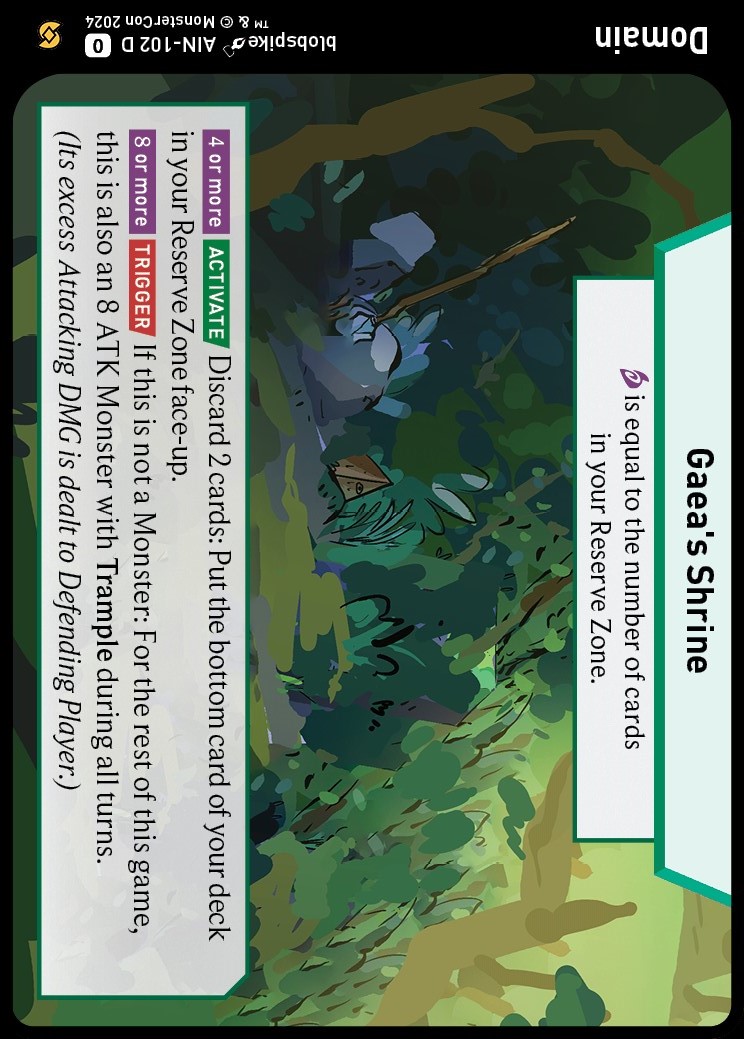 Gaea's Shrine
is equal to the number of cards
in your Reserve Zone.
4 or more ACTIVATE Discard 2 cards: Put the bottom card of your deck
in your Reserve Zone face-up.
8 or more TRIGGER If this is not a Monster: For the rest of this game,
this is also an 8 ATK Monster with Trample during all turns.
(Its excess Attacking DMG is dealt to Defending Player.)
Domain
blobspike AIN-102 D 0
™ & © MonsterCon 2024